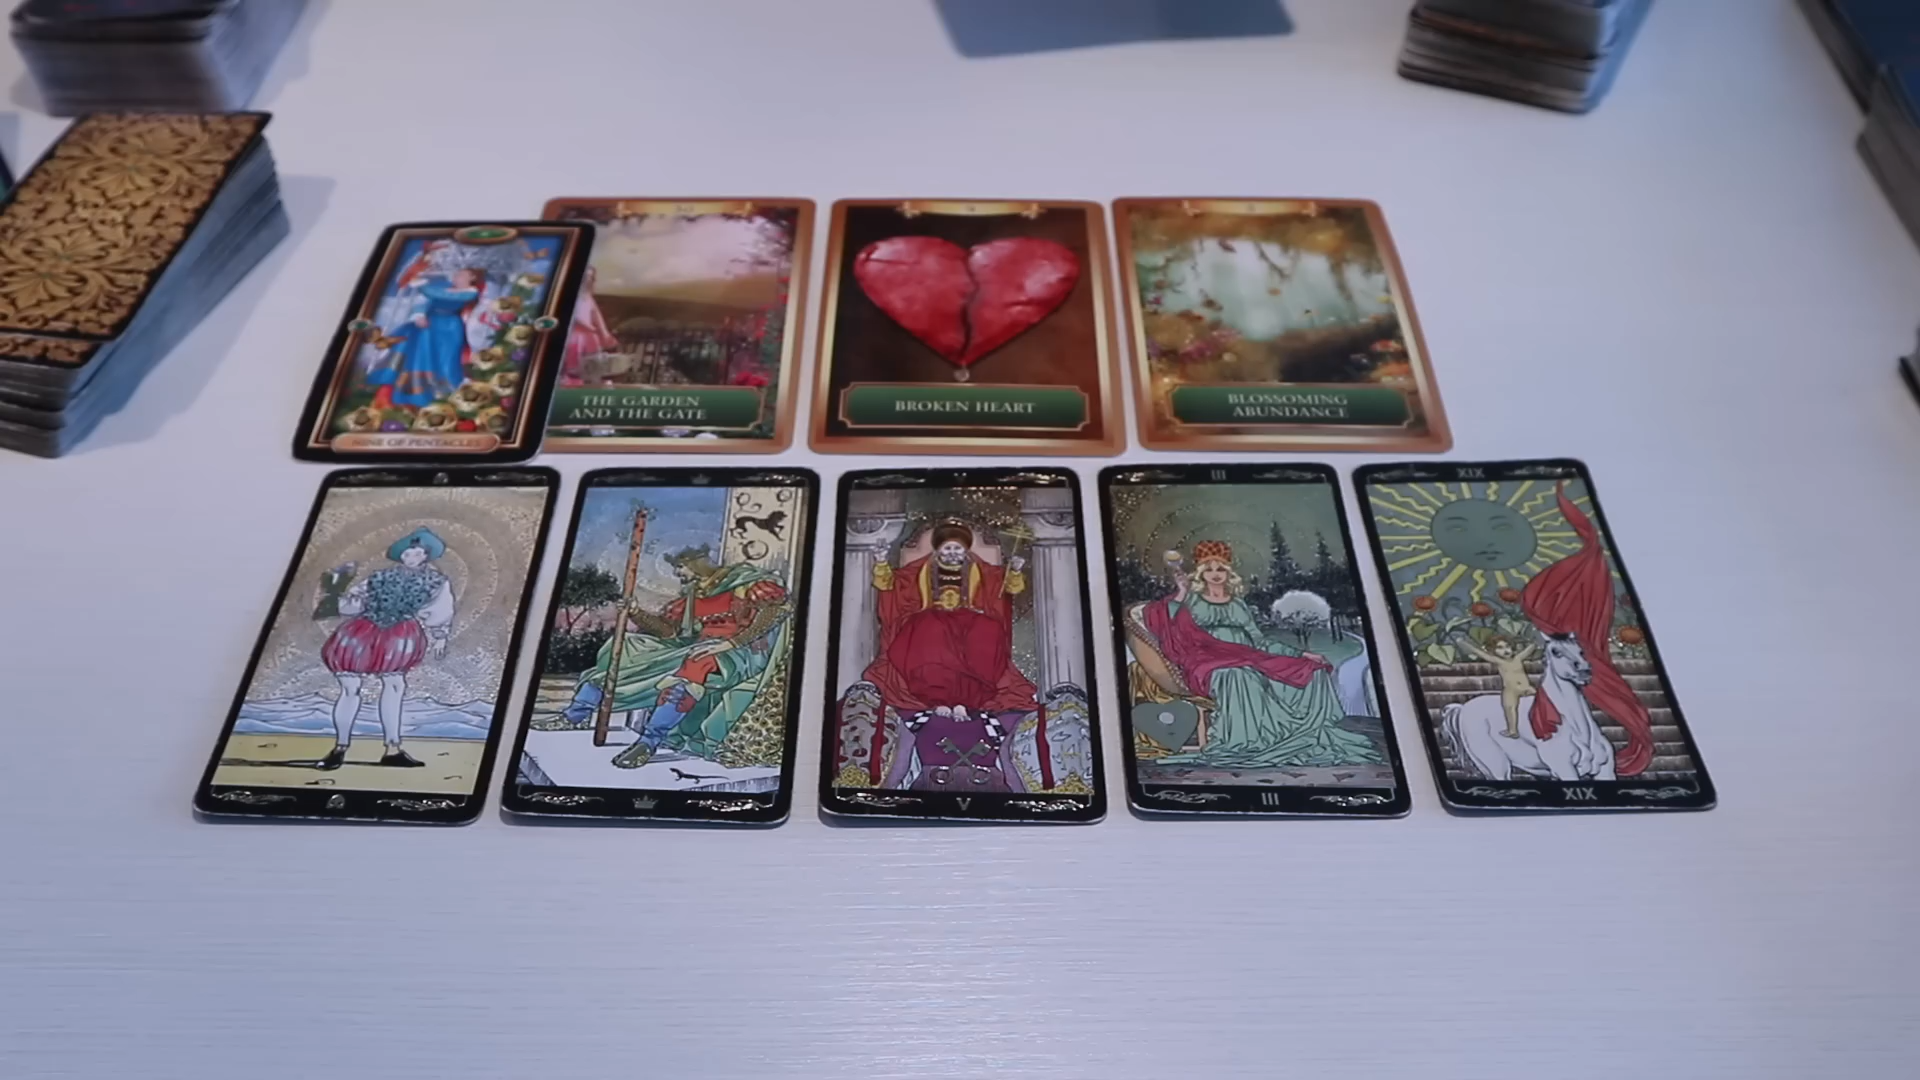 NINE OF PENTACLES
THE GARDEN
AND THE GATE
BROKEN HEART
BLOSSOMING
ABUNDANCE
III
XIX
V
III
XIX